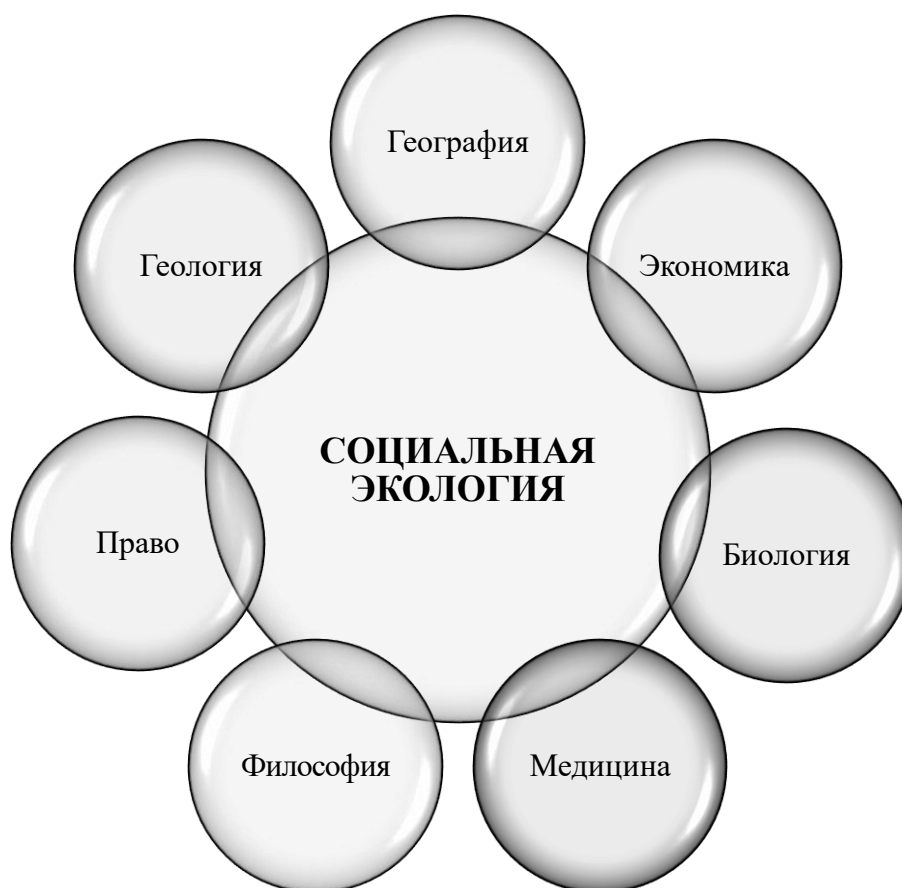 География
Геология
Экономика
СОЦИАЛЬНАЯ
ЭКОЛОГИЯ
Право
Биология
Философия
Медицина